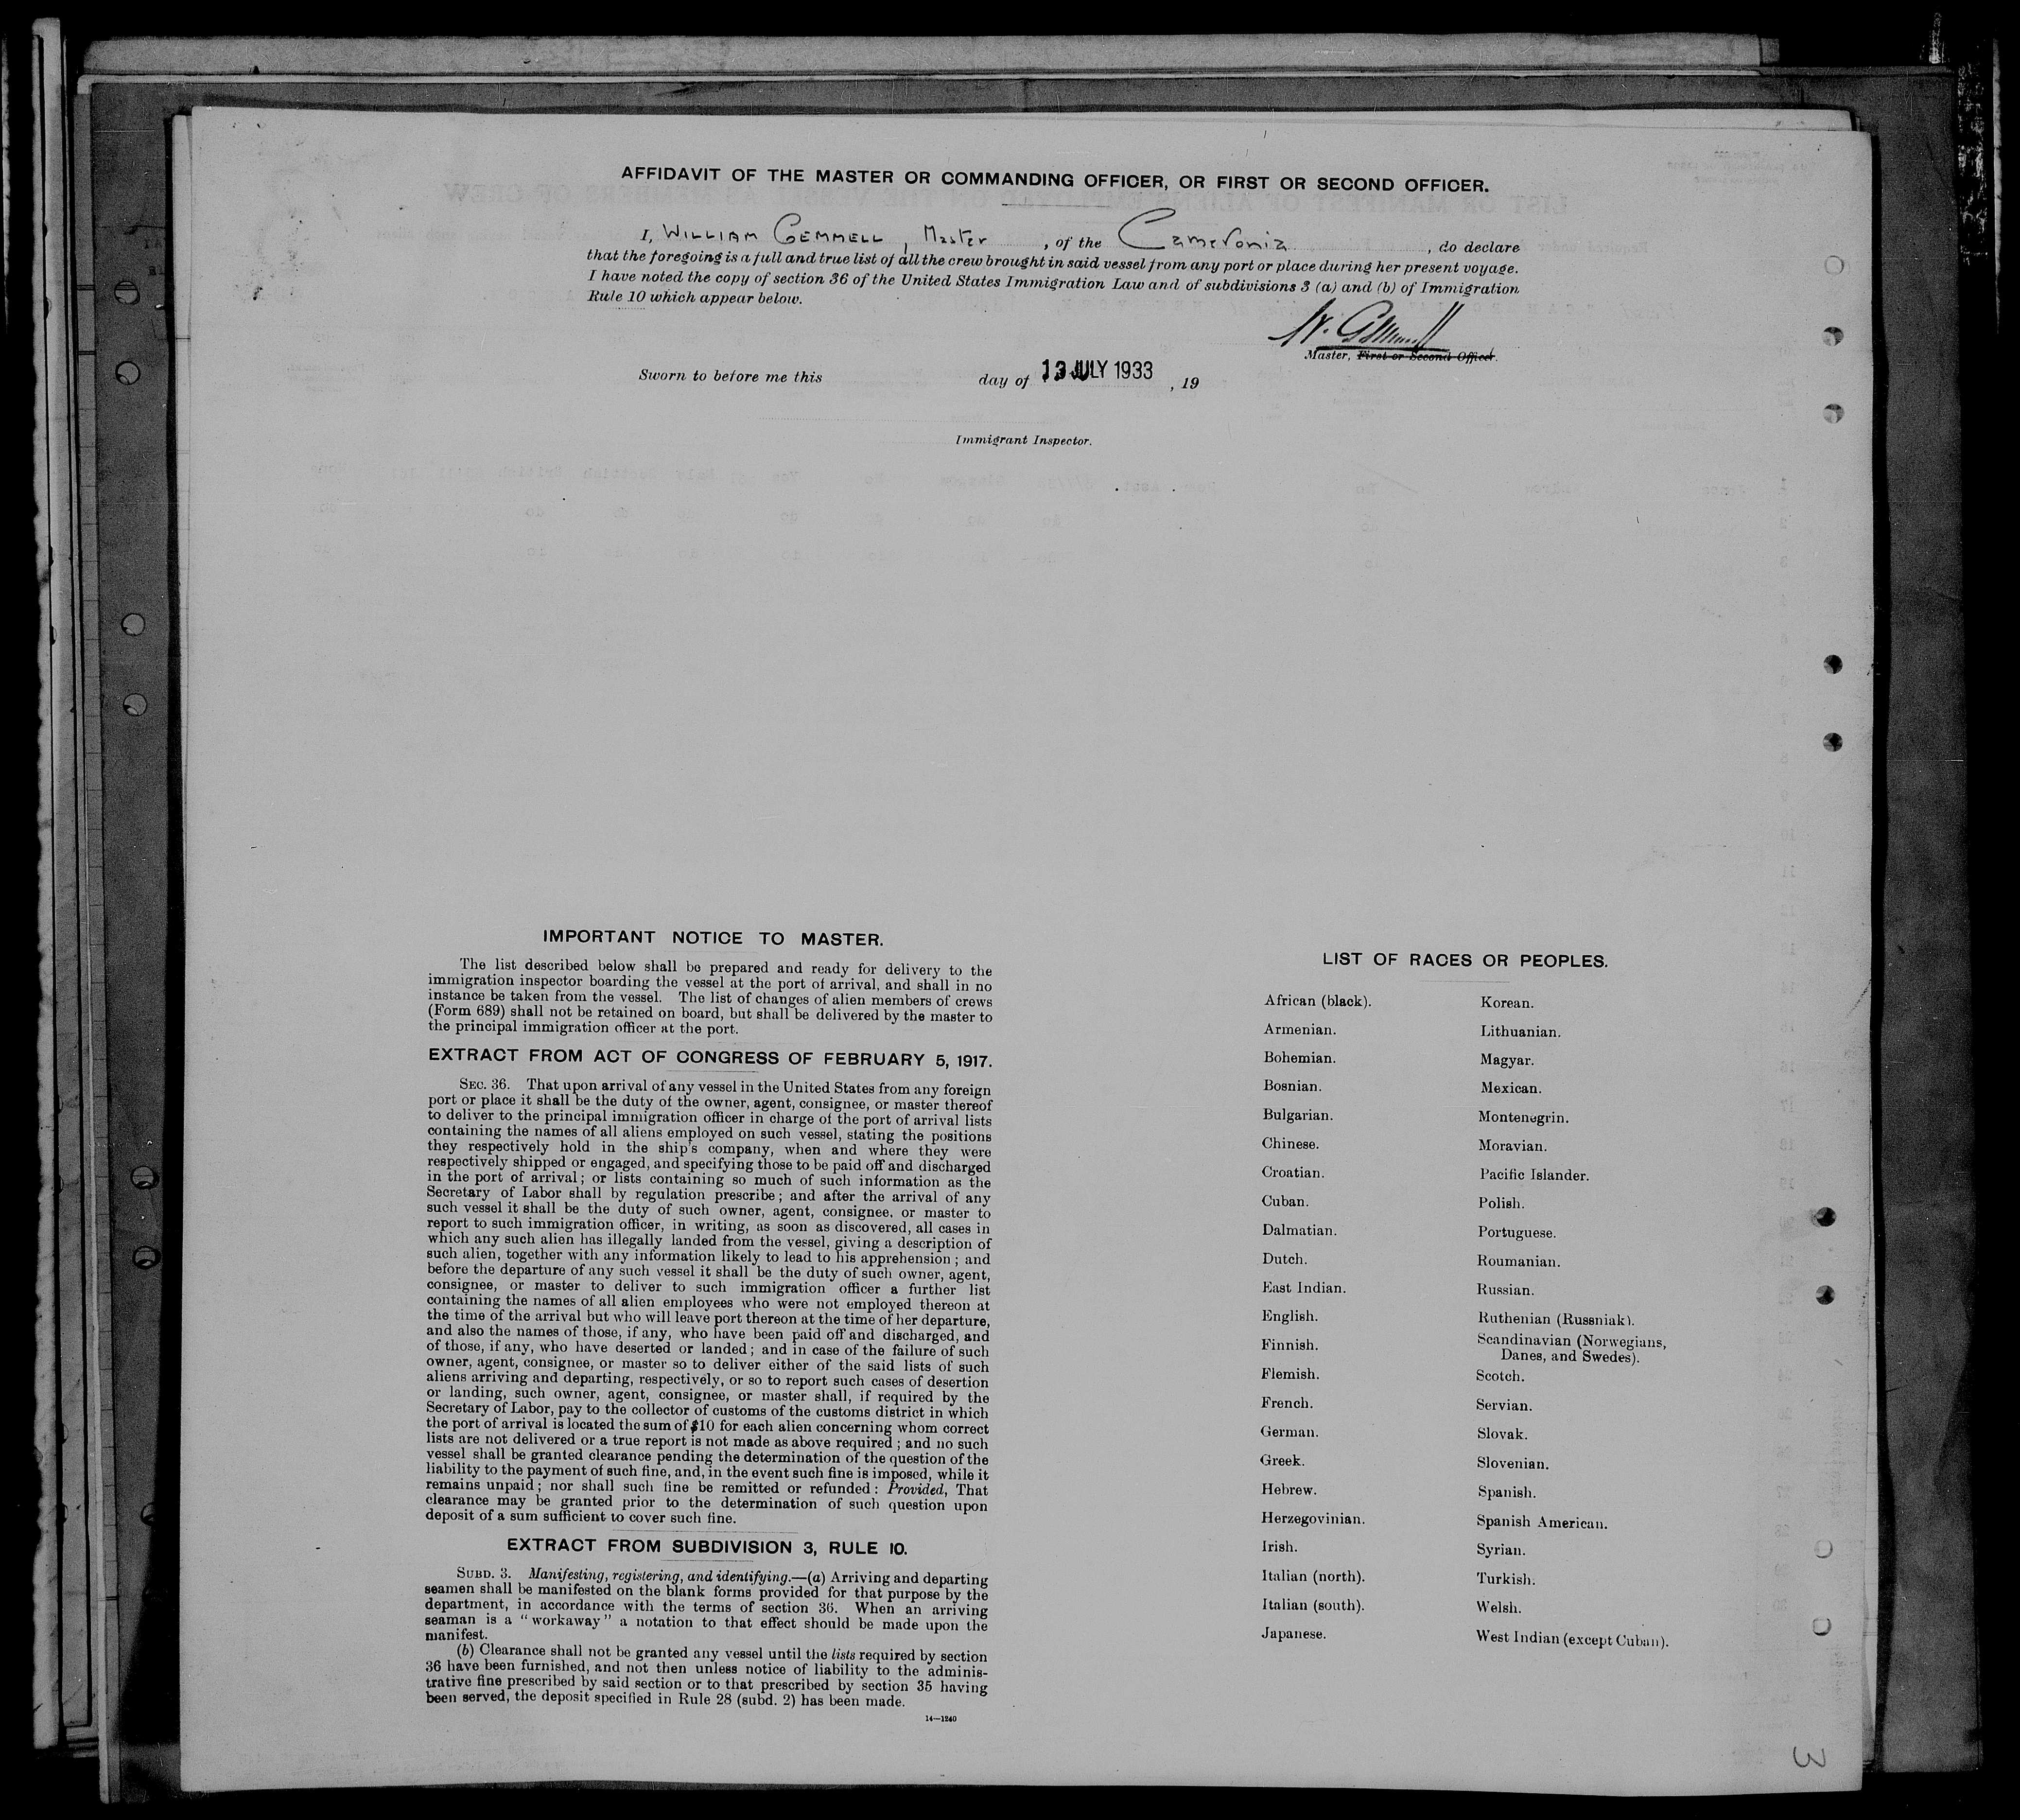 AFFIDAVIT OF THE MASTER OR COMMANDING OFFICER, OR FIRST OR SECOND OFFICER.
I, WILLIAM GEMMELL, Master, of the Cameronia, do declare
that the foregoing is a full and true list of all the crew brought in said vessel from any port or place during her present voyage.
I have noted the copy of section 36 of the United States Immigration Law and of subdivisions 3 (a) and (b) of Immigration
Rule 10 which appear below.
W. Gemmell
Master, First or Second Officer.
Sworn to before me this day of 13 JULY 1933, 19
Immigrant Inspector.
IMPORTANT NOTICE TO MASTER.
The list described below shall be prepared and ready for delivery to the
immigration inspector boarding the vessel at the port of arrival, and shall in no
instance be taken from the vessel. The list of changes of alien members of crews
(Form 689) shall not be retained on board, but shall be delivered by the master to
the principal immigration officer at the port.
EXTRACT FROM ACT OF CONGRESS OF FEBRUARY 5, 1917.
SEC. 36. That upon arrival of any vessel in the United States from any foreign
port or place it shall be the duty of the owner, agent, consignee, or master thereof
to deliver to the principal immigration officer in charge of the port of arrival lists
containing the names of all aliens employed on such vessel, stating the positions
they respectively hold in the ship's company, when and where they were
respectively shipped or engaged, and specifying those to be paid off and discharged
in the port of arrival; or lists containing so much of such information as the
Secretary of Labor shall by regulation prescribe; and after the arrival of any
such vessel it shall be the duty of such owner, agent, consignee, or master to
report to such immigration officer, in writing, as soon as discovered, all cases in
which any such alien has illegally landed from the vessel, giving a description of
such alien, together with any information likely to lead to his apprehension; and
before the departure of any such vessel it shall be the duty of such owner, agent,
consignee, or master to deliver to such immigration officer a further list
containing the names of all alien employees who were not employed thereon at
the time of the arrival but who will leave port thereon at the time of her departure,
and also the names of those, if any, who have been paid off and discharged, and
of those, if any, who have deserted or landed; and in case of the failure of such
owner, agent, consignee, or master so to deliver either of the said lists of such
aliens arriving and departing, respectively, or so to report such cases of desertion
or landing, such owner, agent, consignee, or master shall, if required by the
Secretary of Labor, pay to the collector of customs of the customs district in which
the port of arrival is located the sum of $10 for each alien concerning whom correct
lists are not delivered or a true report is not made as above required; and no such
vessel shall be granted clearance pending the determination of the question of the
liability to the payment of such fine, and, in the event such fine is imposed, while it
remains unpaid; nor shall such fine be remitted or refunded: Provided, That
clearance may be granted prior to the determination of such question upon
deposit of a sum sufficient to cover such fine.
EXTRACT FROM SUBDIVISION 3, RULE 10.
SUBD. 3. Manifesting, registering, and identifying.—(a) Arriving and departing
seamen shall be manifested on the blank forms provided for that purpose by the
department, in accordance with the terms of section 36. When an arriving
seaman is a "workaway" a notation to that effect should be made upon the
manifest.
(b) Clearance shall not be granted any vessel until the lists required by section
36 have been furnished, and not then unless notice of liability to the adminis-
trative fine prescribed by said section or to that prescribed by section 35 having
been served, the deposit specified in Rule 28 (subd. 2) has been made.
14—1240
LIST OF RACES OR PEOPLES.
African (black).
Armenian.
Bohemian.
Bosnian.
Bulgarian.
Chinese.
Croatian.
Cuban.
Dalmatian.
Dutch.
East Indian.
English.
Finnish.
Flemish.
French.
German.
Greek.
Hebrew.
Herzegovinian.
Irish.
Italian (north).
Italian (south).
Japanese.
Korean.
Lithuanian.
Magyar.
Mexican.
Montenegrin.
Moravian.
Pacific Islander.
Polish.
Portuguese.
Roumanian.
Russian.
Ruthenian (Russniak).
Scandinavian (Norwegians,
Danes, and Swedes).
Scotch.
Servian.
Slovak.
Slovenian.
Spanish.
Spanish American.
Syrian.
Turkish.
Welsh.
West Indian (except Cuban).
3